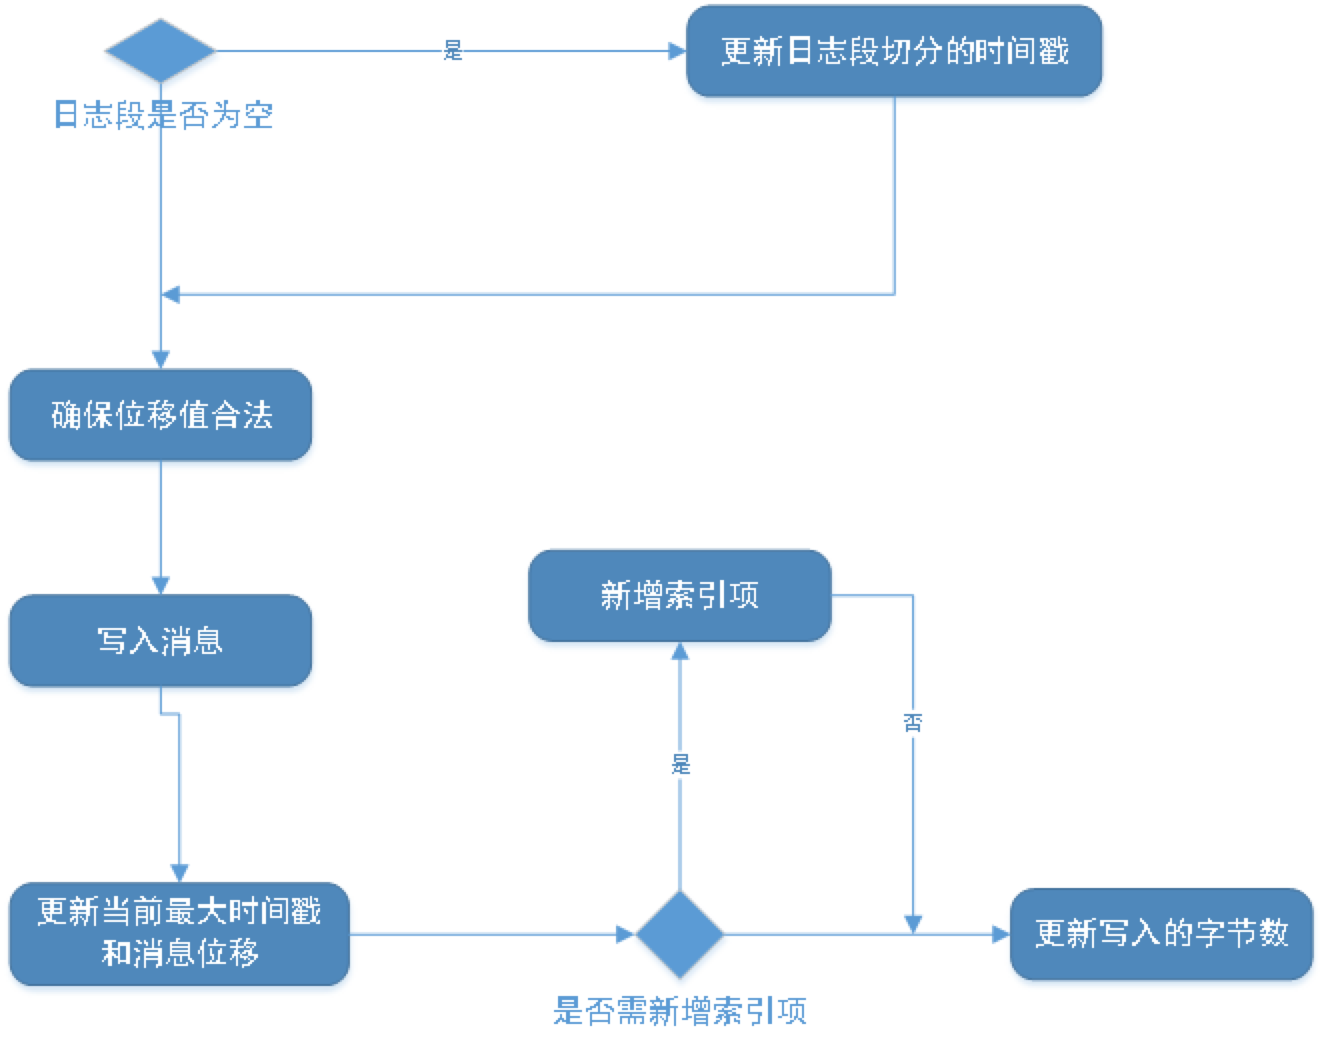 是
更新日志段切分的时间戳
日志段是否为空
确保位移值合法
新增索引项
写入消息
否
是
更新当前最大时间戳
和消息位移
更新写入的字节数
是否需新增索引项